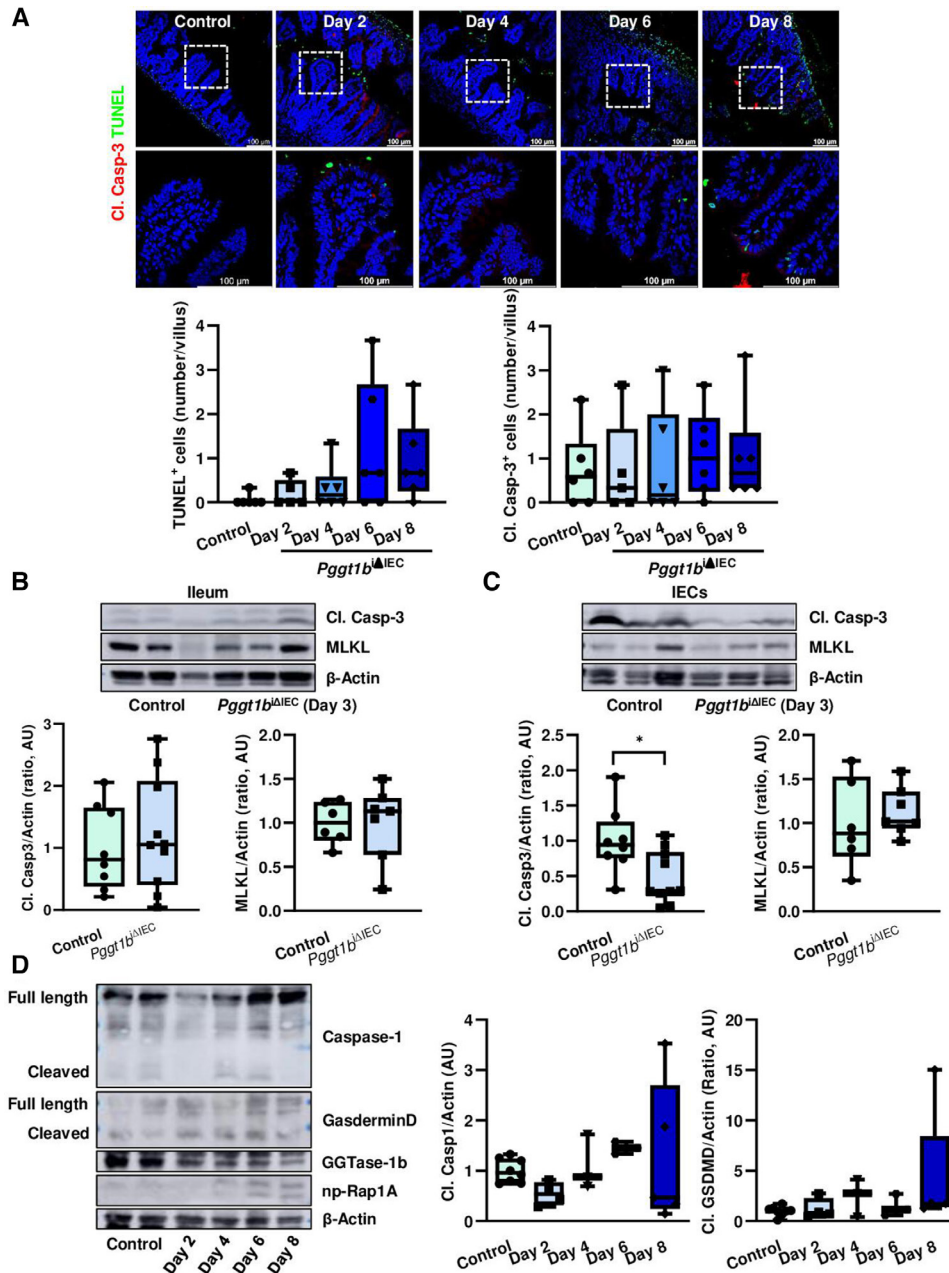 A
Control Day 2 Day 4 Day 6 Day 8
Cl. Casp-3 TUNEL
100 µm 100 µm 100 µm 100 µm 100 µm
100 µm 100 µm 100 µm 100 µm 100 µm
TUNEL+ cells (number/villus)
4
3
2
1
0
Control Day 2 Day 4 Day 6 Day 8
Pggt1b iΔIEC
Cl. Casp-3+ cells (number/villus)
4
3
2
1
0
Control Day 2 Day 4 Day 6 Day 8
Pggt1b iΔIEC
B
Ileum
Cl. Casp-3
MLKL
β-Actin
Control Pggt1b iΔIEC (Day 3)
Cl. Casp3/Actin (ratio, AU)
3
2
1
0
Control Pggt1b iΔIEC
MLKL/Actin (ratio, AU)
2.0
1.5
1.0
0.5
0.0
Control Pggt1b iΔIEC
C
IECs
Cl. Casp-3
MLKL
β-Actin
Control Pggt1b iΔIEC (Day 3)
Cl. Casp3/Actin (ratio, AU)
2.5
2.0
1.5
1.0
0.5
0.0
*
Control Pggt1b iΔIEC
MLKL/Actin (ratio, AU)
2.0
1.5
1.0
0.5
0.0
Control Pggt1b iΔIEC
D
Full length
Cleaved
Caspase-1
Full length
Cleaved
GasderminD
GGTase-1b
np-Rap1A
β-Actin
Control Day 2 Day 4 Day 6 Day 8
Cl. Casp1/Actin (AU)
4
3
2
1
0
Control Day 2 Day 4 Day 6 Day 8
Cl. GSDMD/Actin (Ratio, AU)
20
15
10
5
0
Control Day 2 Day 4 Day 6 Day 8